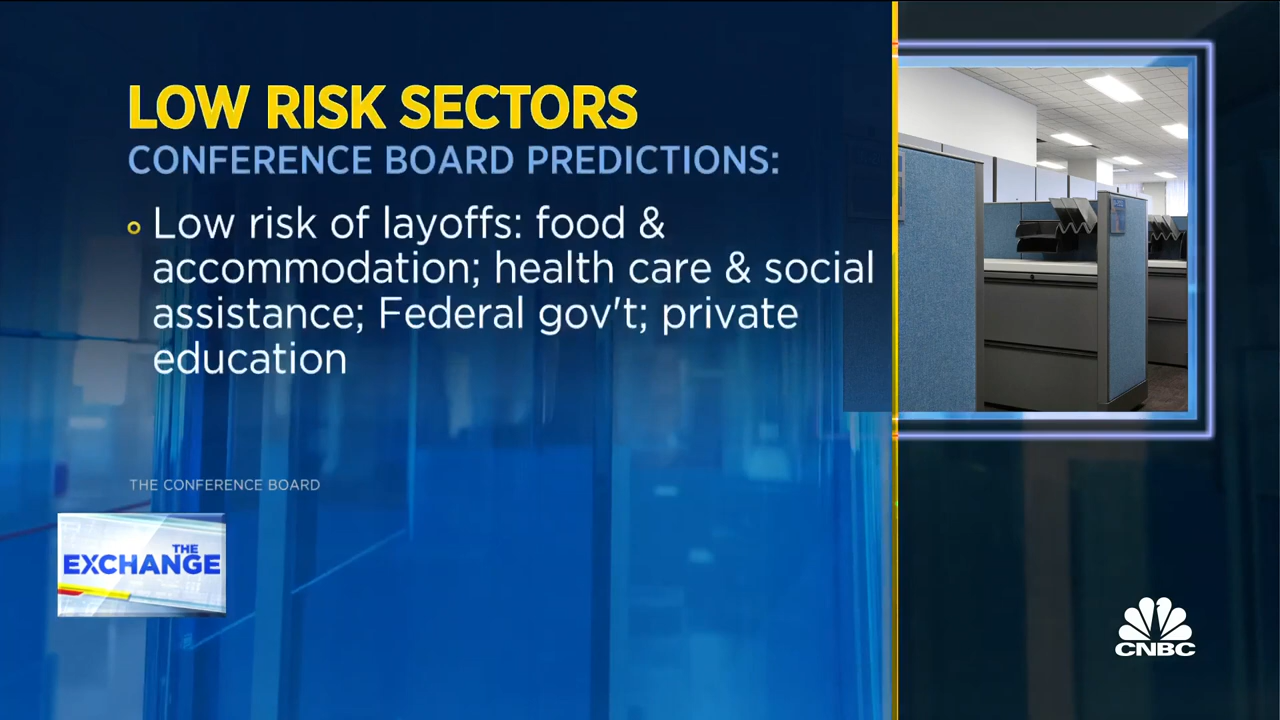 LOW RISK SECTORS
CONFERENCE BOARD PREDICTIONS:
Low risk of layoffs: food &
accommodation; health care & social
assistance; Federal gov't; private
education
THE CONFERENCE BOARD
THE
EXCHANGE
CNBC